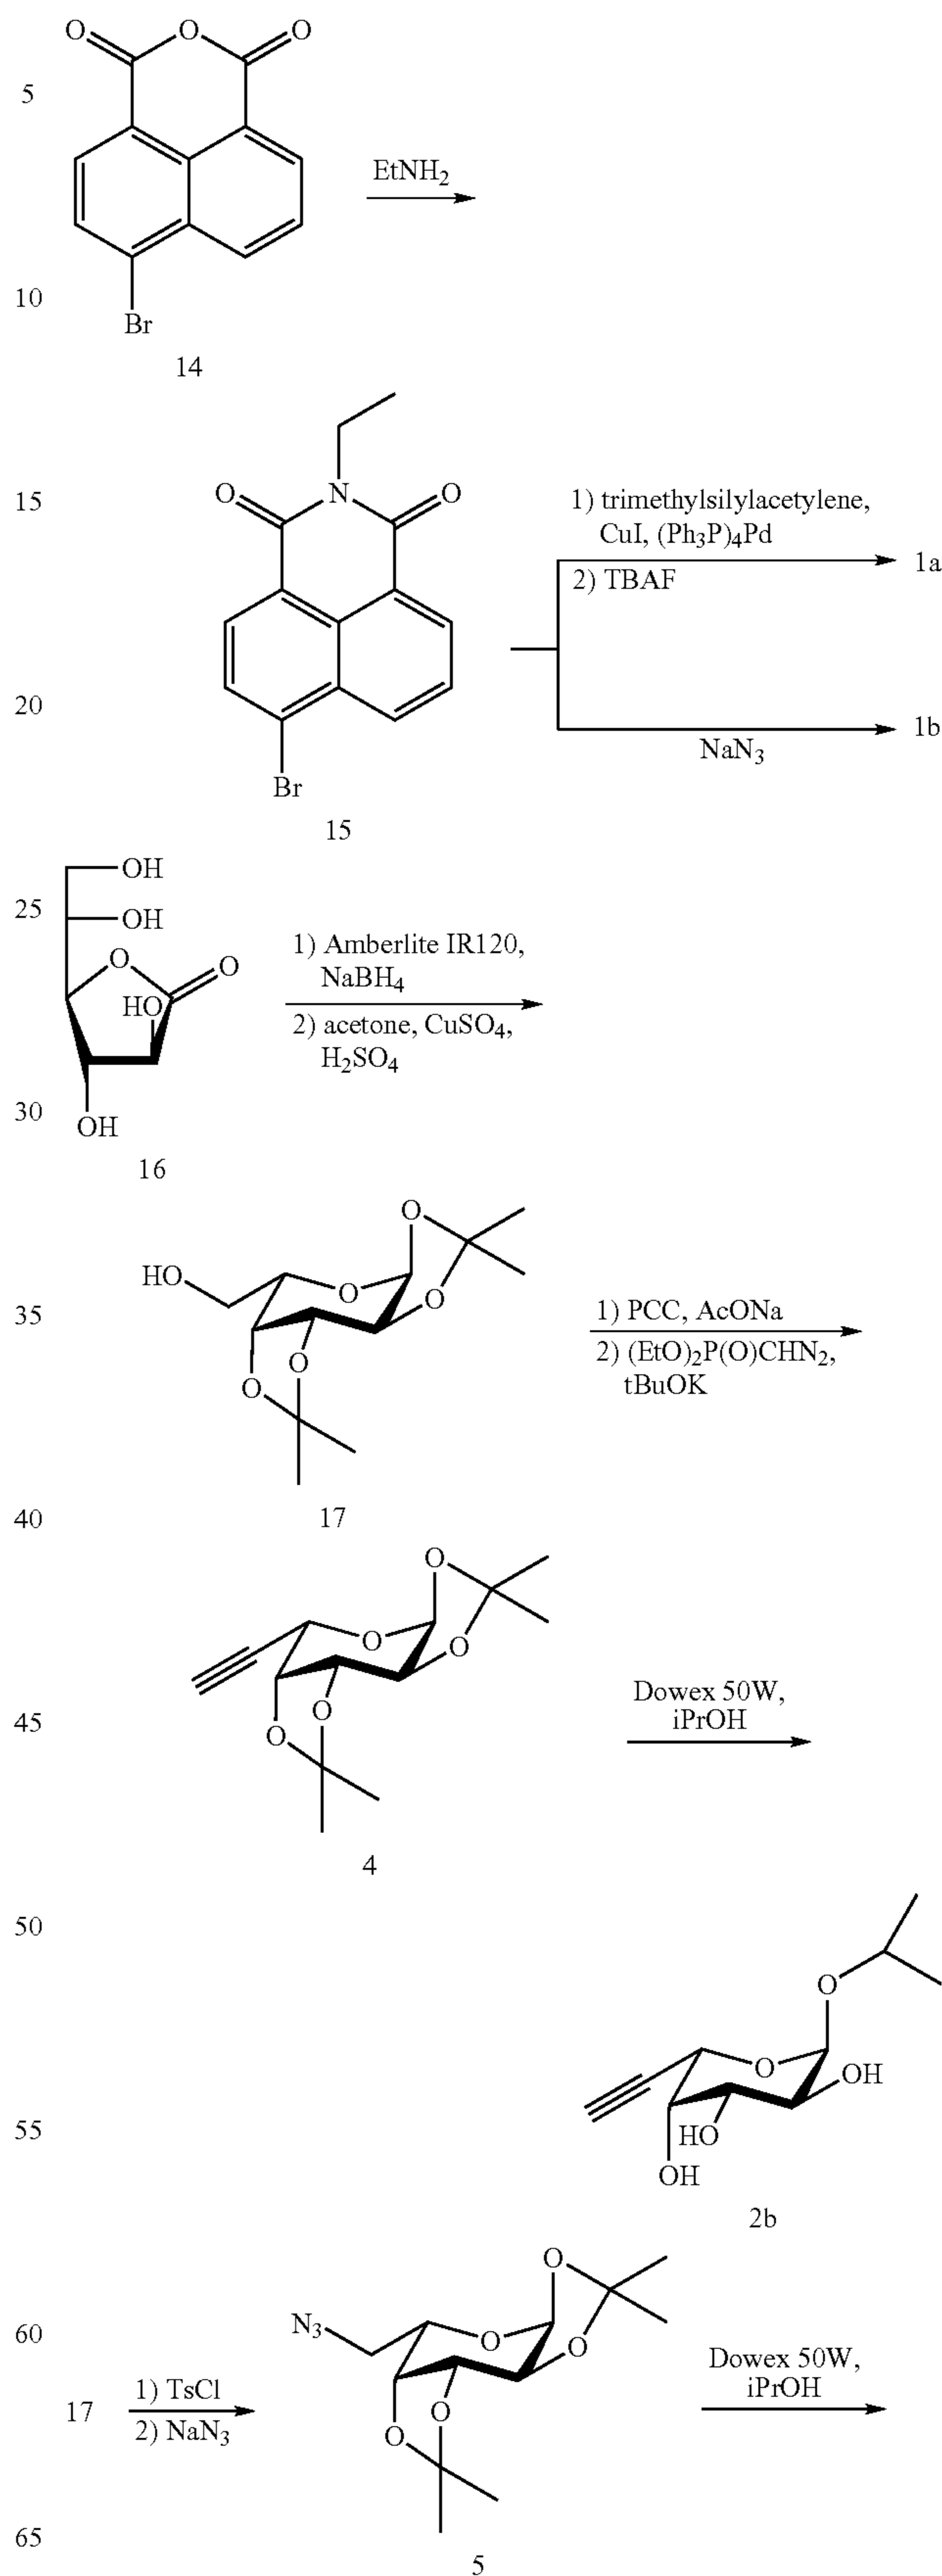 O O O
5
EtNH2
10
Br
14
15
O N O
1) trimethylsilylacetylene,
CuI, (Ph3P)4Pd
2) TBAF
1a
20
NaN3
1b
Br
15
OH
25
OH
O O
HO
1) Amberlite IR120,
NaBH4
2) acetone, CuSO4,
H2SO4
30
OH
16
O
HO
O
O
35
O
O
1) PCC, AcONa
2) (EtO)2P(O)CHN2,
tBuOK
17
40
O
O
O
O
O
45
Dowex 50W,
iPrOH
4
50
O
O
OH
55
HO
OH
2b
O
60
N3
O
O
17
1) TsCl
2) NaN3
O
O
Dowex 50W,
iPrOH
65
5